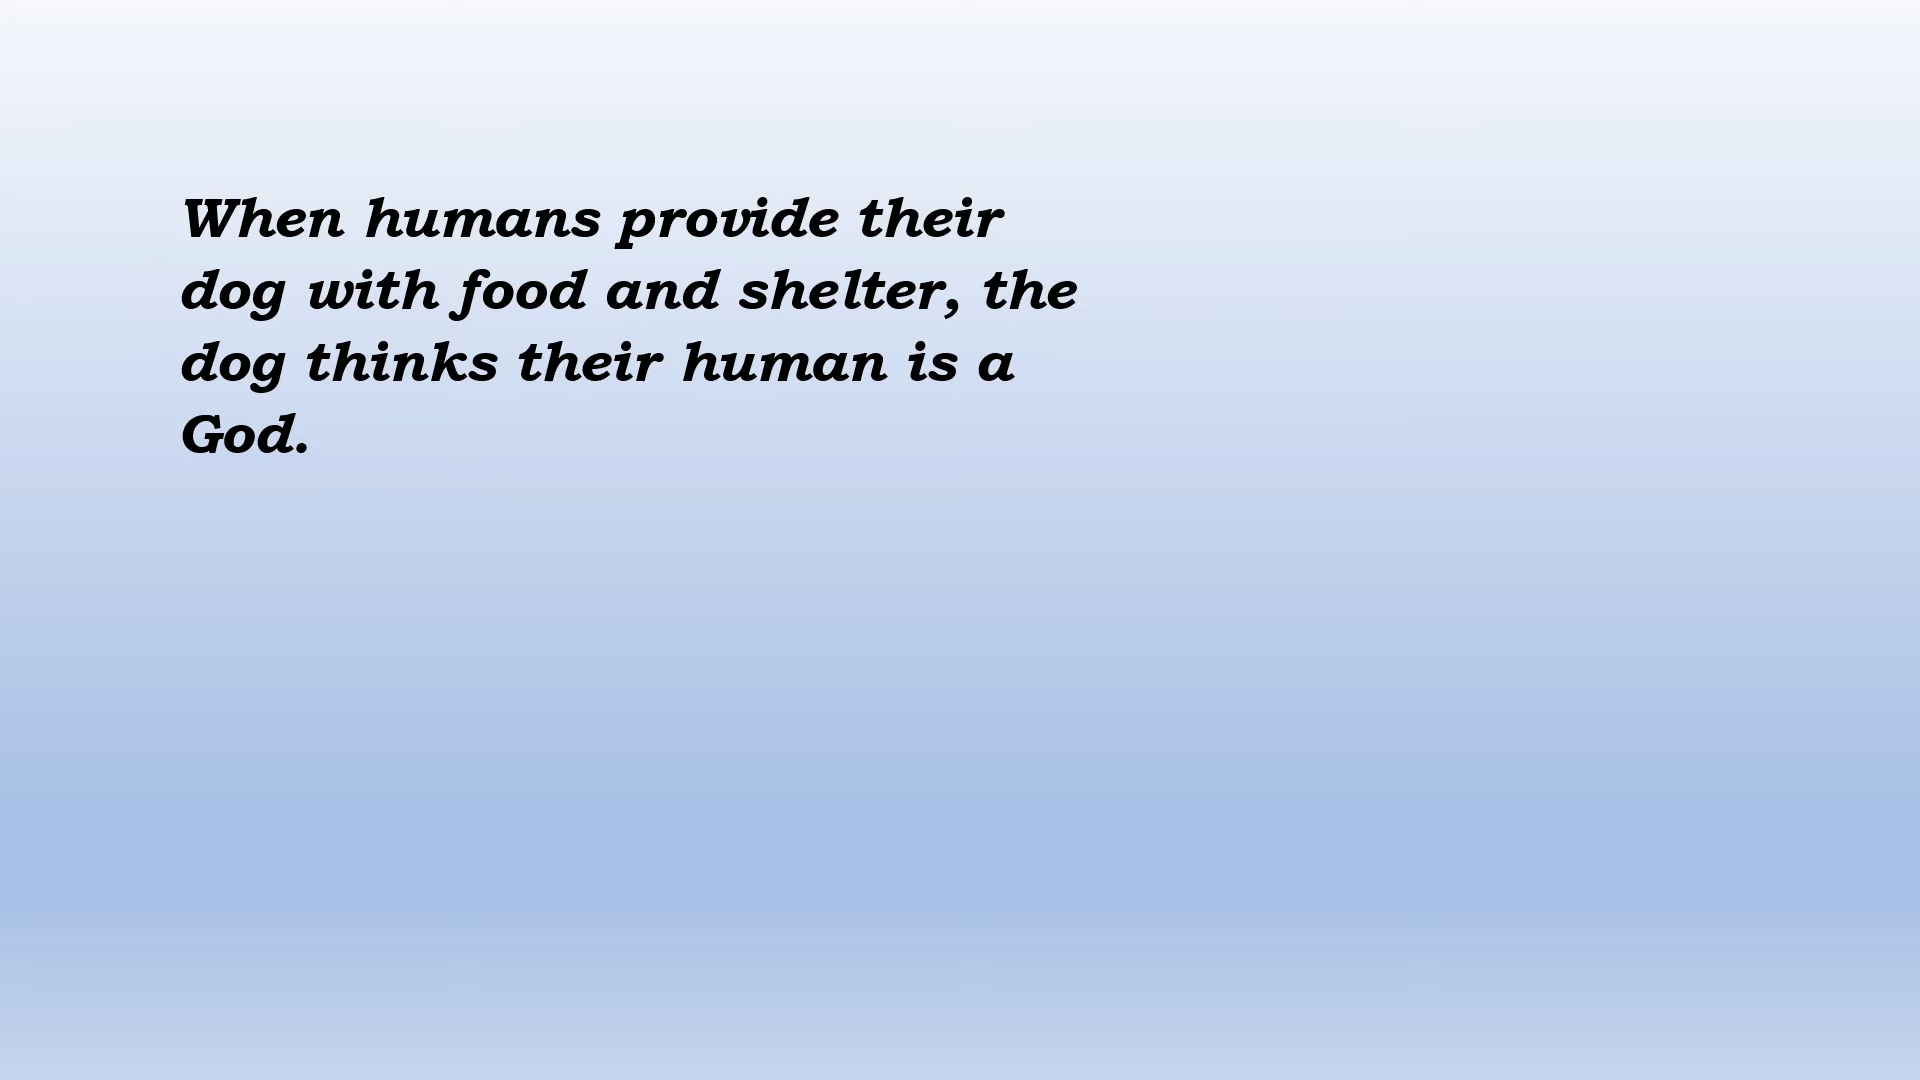 When humans provide their
dog with food and shelter, the
dog thinks their human is a
God.